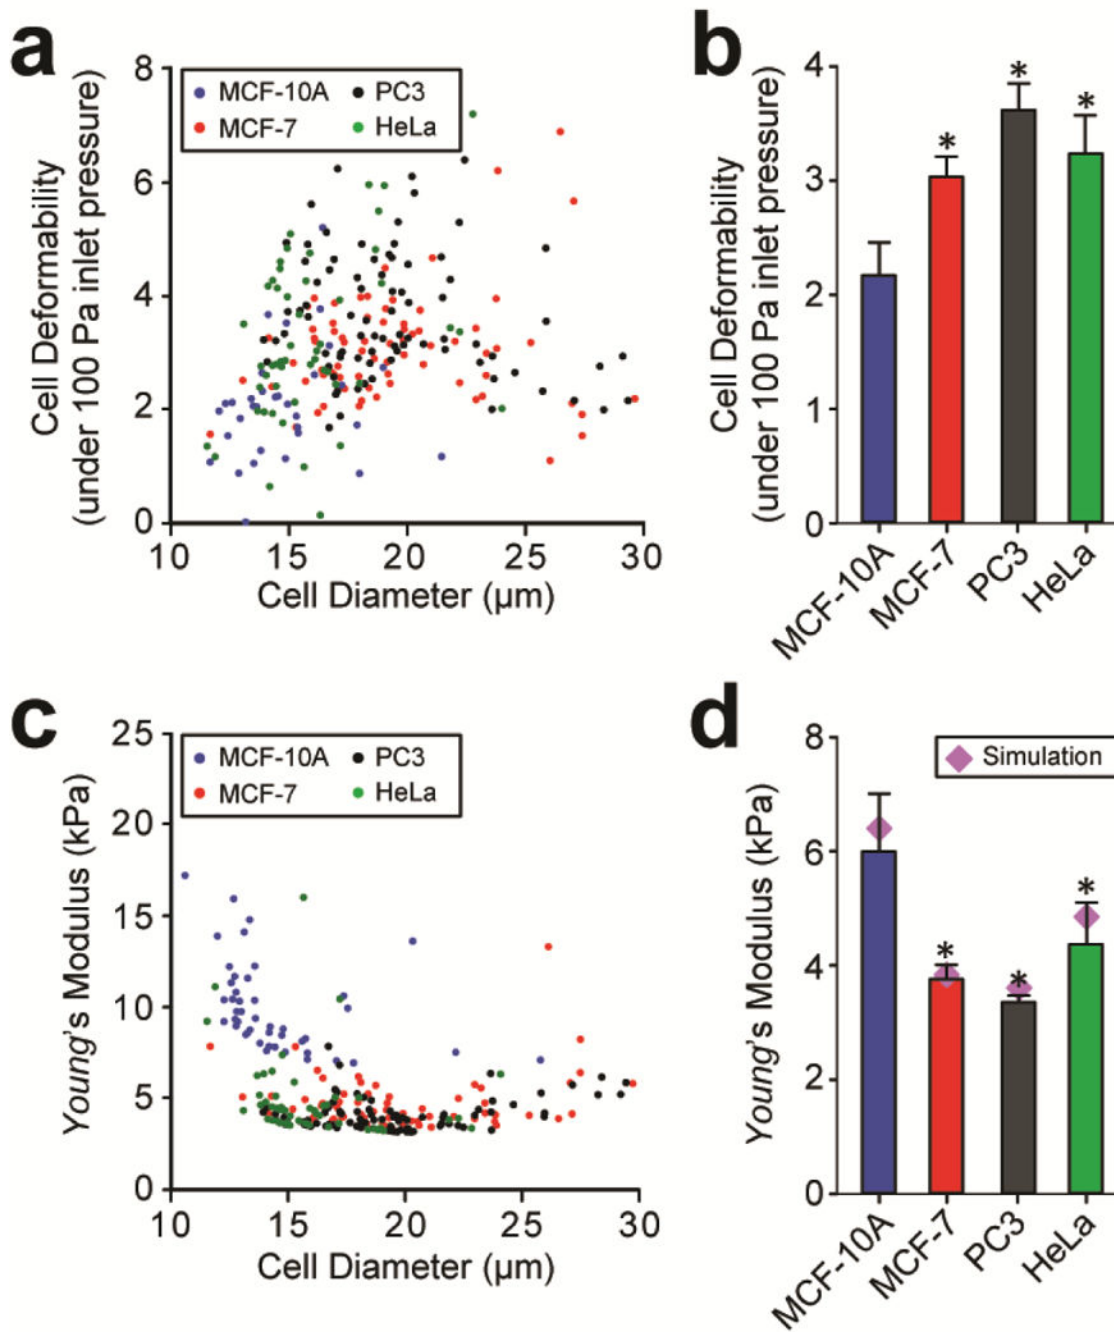 a
Cell Deformability
(under 100 Pa inlet pressure)
8
6
4
2
0
MCF-10A PC3
MCF-7 HeLa
10 15 20 25 30
Cell Diameter (µm)
b
Cell Deformability
(under 100 Pa inlet pressure)
4
3
2
1
0
* * *
MCF-10A MCF-7 PC3 HeLa
c
Young's Modulus (kPa)
25
20
15
10
5
0
MCF-10A PC3
MCF-7 HeLa
10 15 20 25 30
Cell Diameter (µm)
d
Young's Modulus (kPa)
8
6
4
2
0
Simulation
* * *
MCF-10A MCF-7 PC3 HeLa